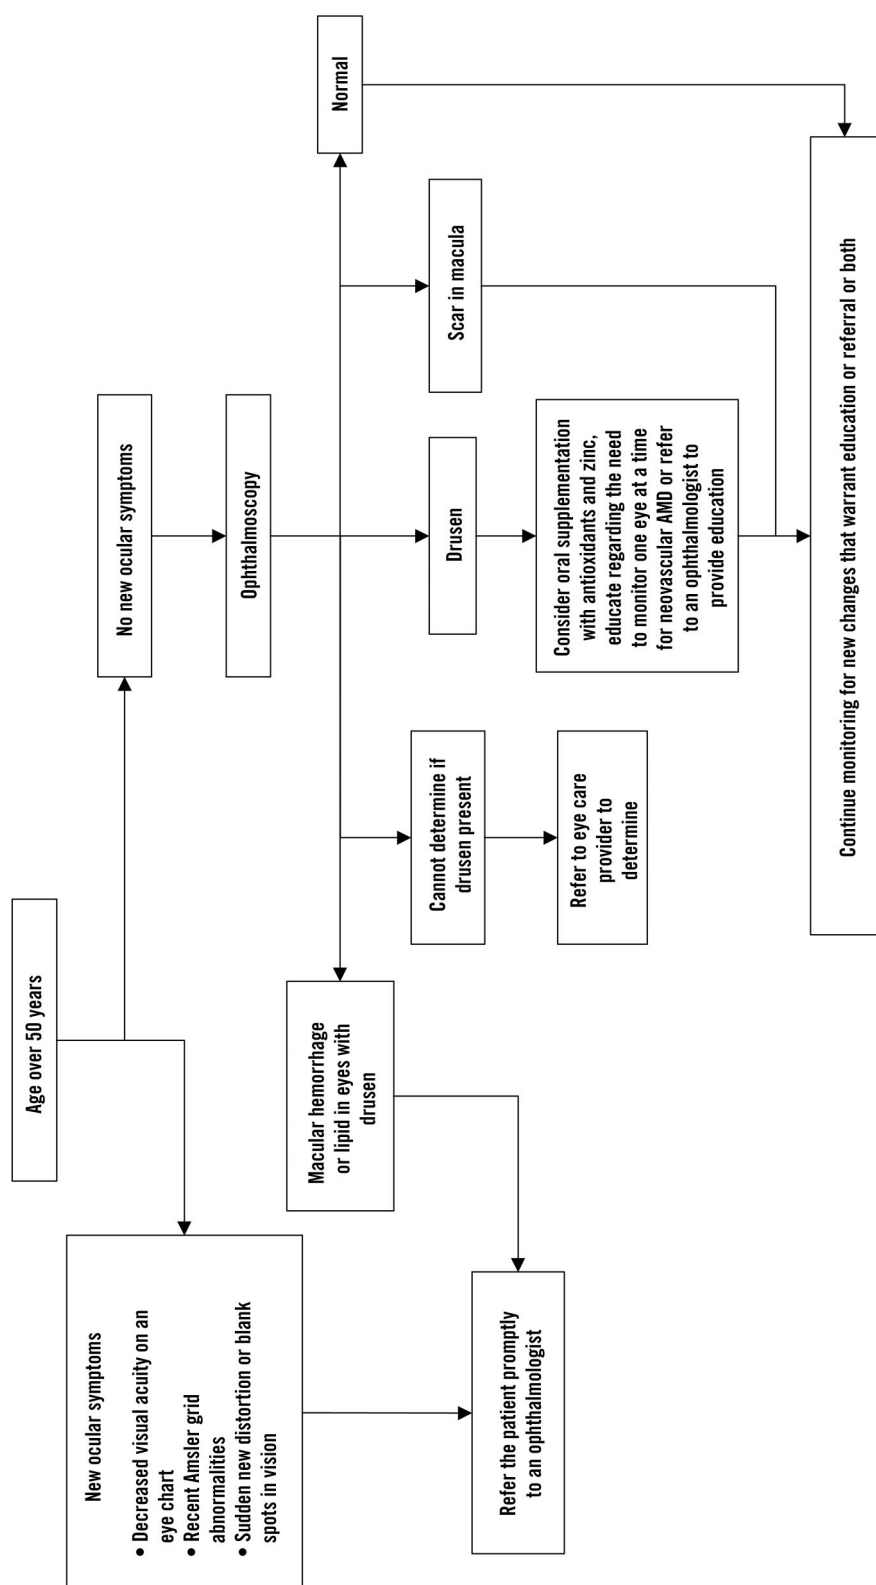 Age over 50 years
New ocular symptoms
• Decreased visual acuity on an
eye chart
• Recent Amsler grid
abnormalities
• Sudden new distortion or blank
spots in vision
No new ocular symptoms
Ophthalmoscopy
Macular hemorrhage
or lipid in eyes with
drusen
Cannot determine if
drusen present
Drusen
Scar in macula
Normal
Refer the patient promptly
to an ophthalmologist
Refer to eye care
provider to
determine
Consider oral supplementation
with antioxidants and zinc,
educate regarding the need
to monitor one eye at a time
for neovascular AMD or refer
to an ophthalmologist to
provide education
Continue monitoring for new changes that warrant education or referral or both